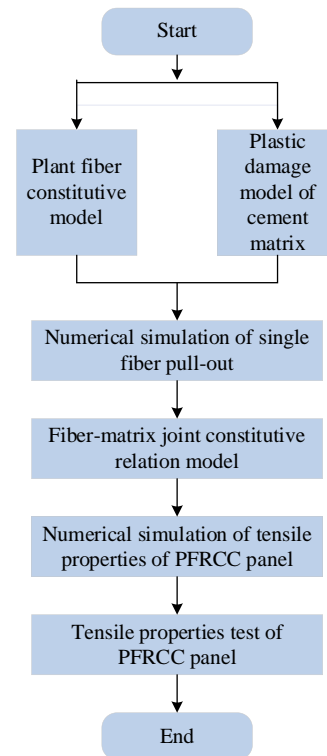 Start
Plant fiber
constitutive
model
Plastic
damage
model of
cement
matrix
Numerical simulation of single
fiber pull-out
Fiber-matrix joint constitutive
relation model
Numerical simulation of tensile
properties of PFRCC panel
Tensile properties test of
PFRCC panel
End